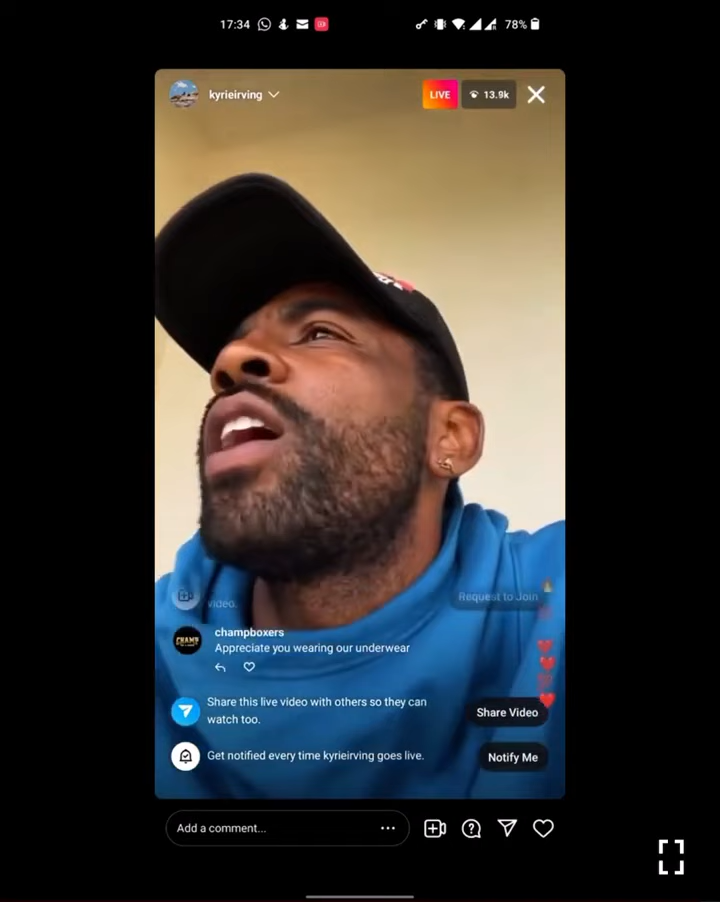 17:34
78%
kyrieirving
LIVE
13.9k
video.
Request to Join
champboxers
Appreciate you wearing our underwear
CHAMP
Share this live video with others so they can
watch too.
Share Video
Get notified every time kyrieirving goes live.
Notify Me
Add a comment...